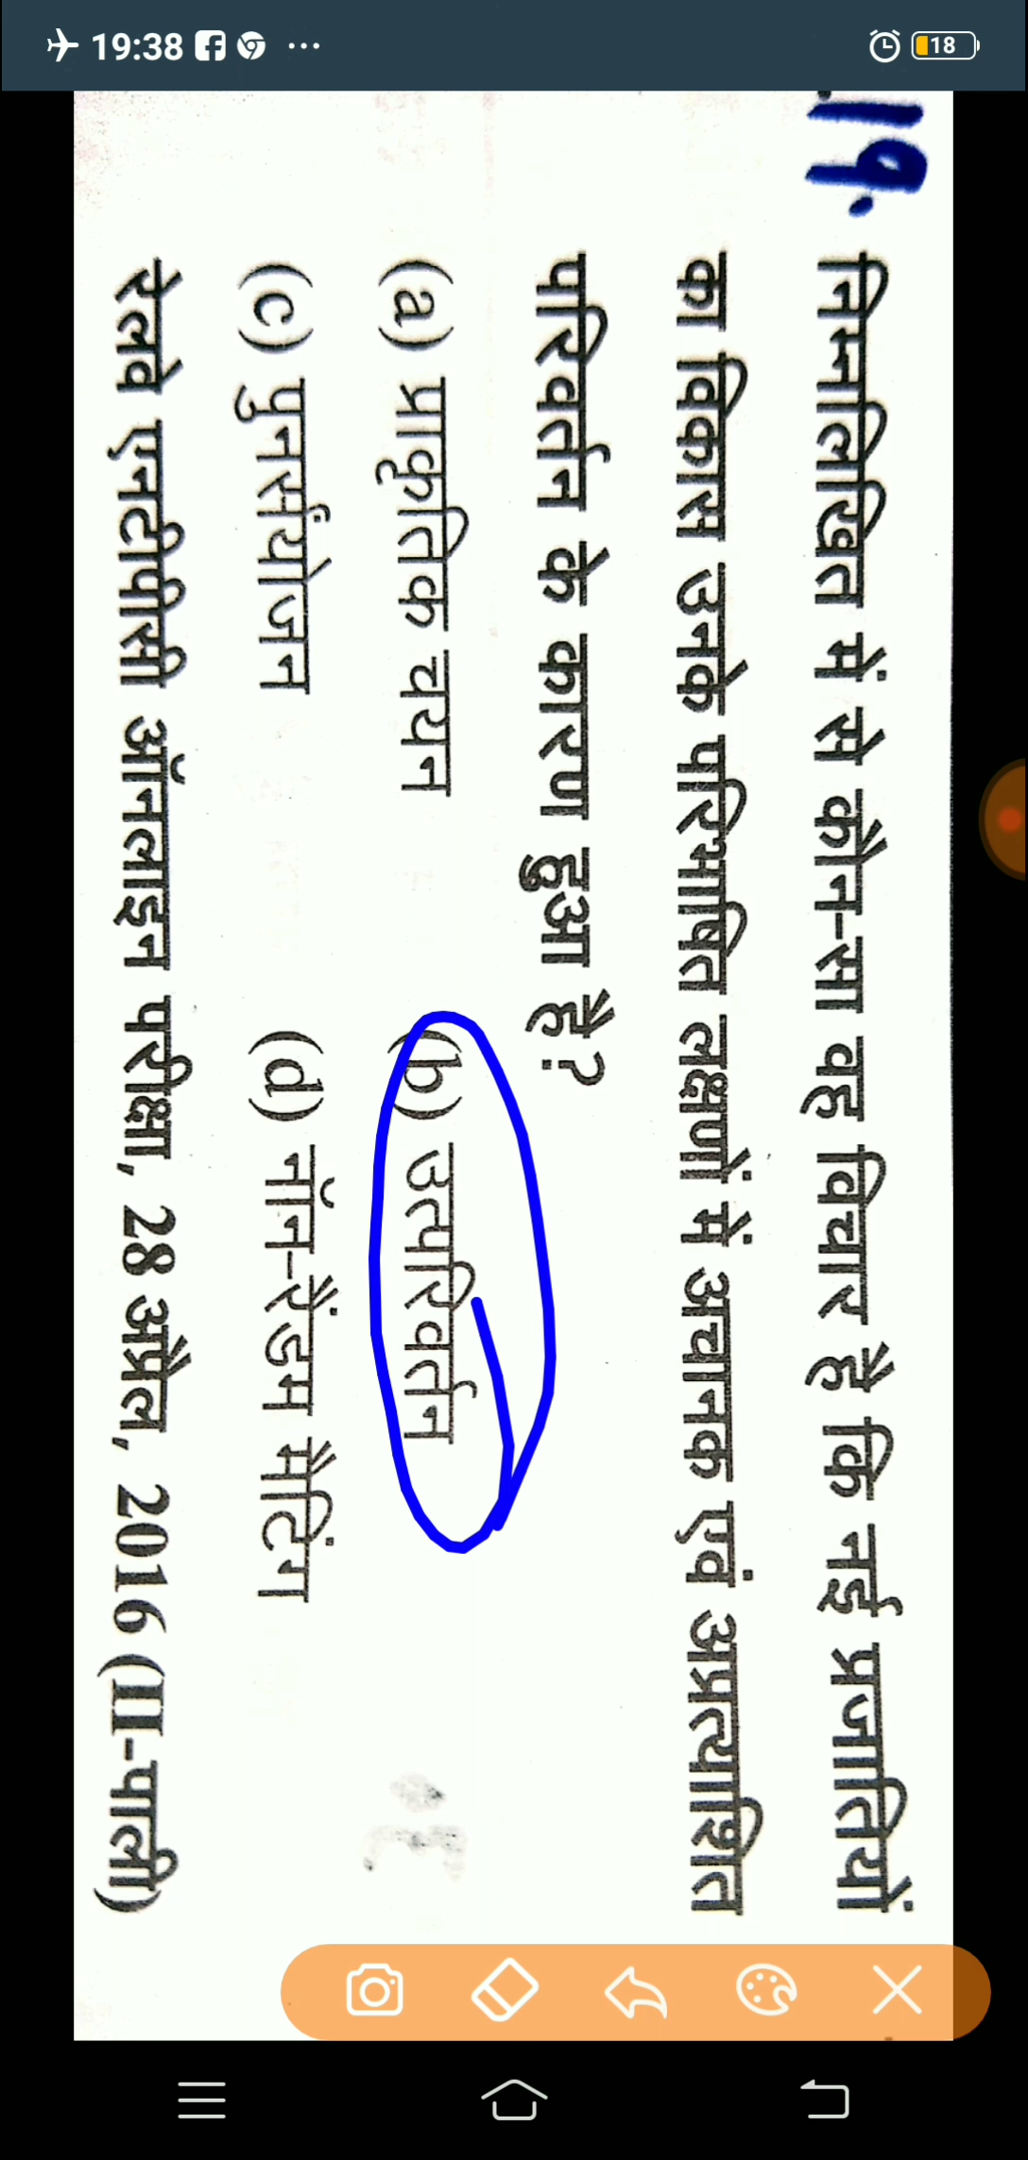 19:38 ...
18
19.
निम्नलिखित में से कौन-सा वह विचार है कि नई प्रजातियों
का विकास उनके परिभाषित लक्षणों में अचानक एवं अप्रत्याशित
परिवर्तन के कारण हुआ है?
(a) प्राकृतिक चयन (b) उत्परिवर्तन
(c) पुनर्संयोजन (d) नॉन-रैंडम मैटिंग
रेलवे एनटीपीसी ऑनलाइन परीक्षा, 28 अप्रैल, 2016 (II-पाली)